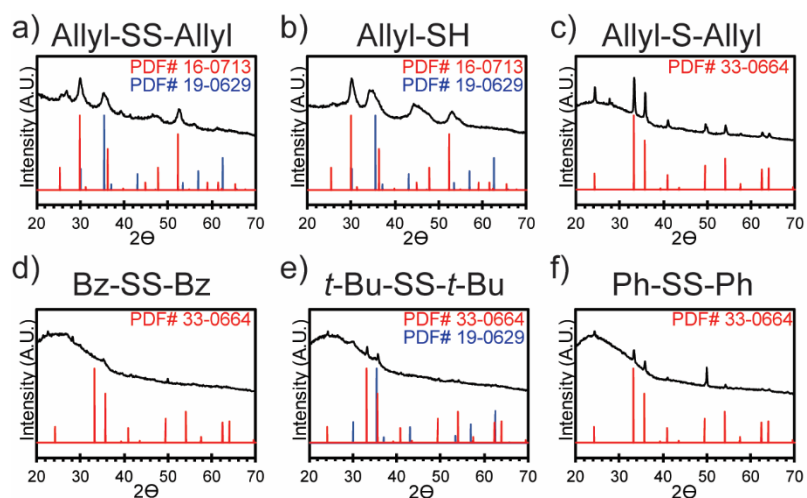 a) Allyl-SS-Allyl
PDF# 16-0713
PDF# 19-0629
Intensity (A.U.)
20 30 40 50 60 70
2Θ
b) Allyl-SH
PDF# 16-0713
PDF# 19-0629
Intensity (A.U.)
20 30 40 50 60 70
2Θ
c) Allyl-S-Allyl
PDF# 33-0664
Intensity (A.U.)
20 30 40 50 60 70
2Θ
d) Bz-SS-Bz
PDF# 33-0664
Intensity (A.U.)
20 30 40 50 60 70
2Θ
e) t-Bu-SS-t-Bu
PDF# 33-0664
PDF# 19-0629
Intensity (A.U.)
20 30 40 50 60 70
2Θ
f) Ph-SS-Ph
PDF# 33-0664
Intensity (A.U.)
20 30 40 50 60 70
2Θ